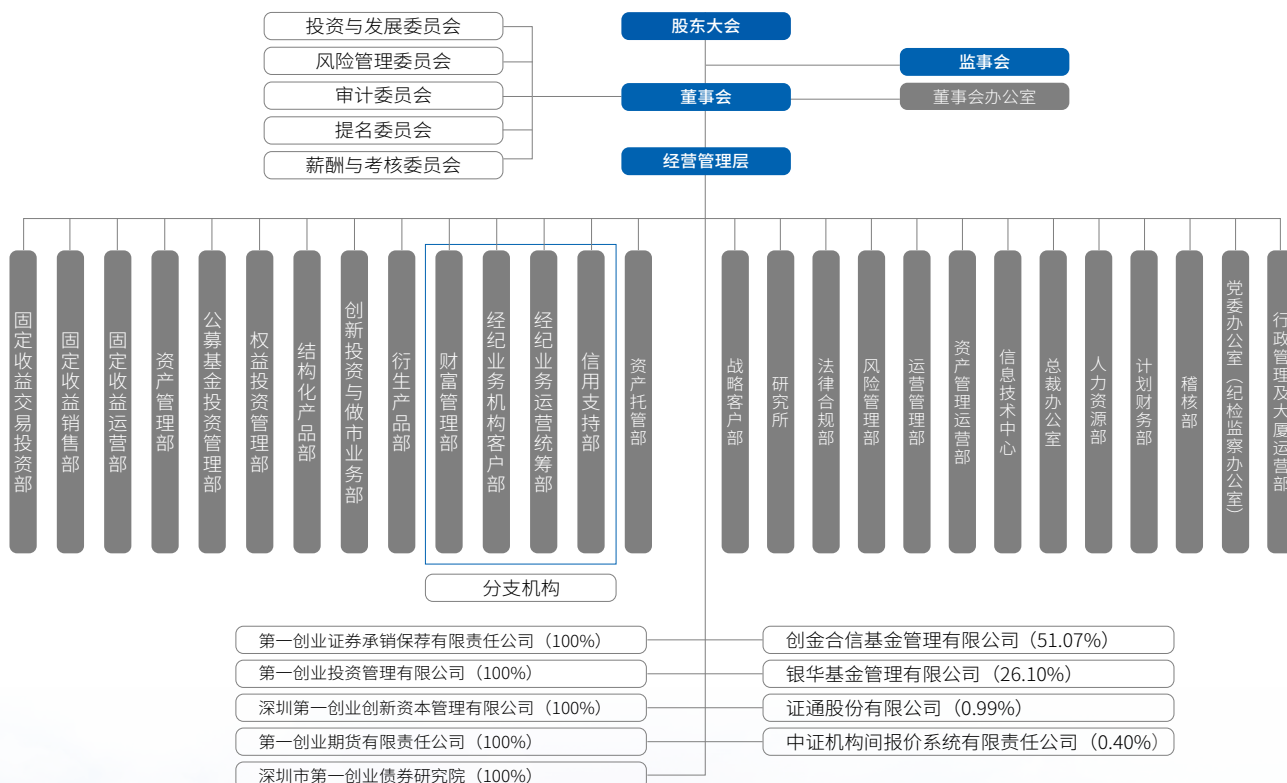 投资与发展委员会
风险管理委员会
审计委员会
提名委员会
薪酬与考核委员会
股东大会
监事会
董事会
董事会办公室
经营管理层
固定收益交易投资部
固定收益销售部
固定收益运营部
资产管理部
公募基金投资管理部
权益投资管理部
结构化产品部
创新投资与做市业务部
衍生产品部
财富管理部
经纪业务机构客户部
经纪业务运营统筹部
信用支持部
资产托管部
战略客户部
研究所
法律合规部
风险管理部
运营管理部
资产管理运营部
信息技术中心
总裁办公室
人力资源部
计划财务部
稽核部
党委办公室（纪检监察办公室）
行政管理及大厦运营部
分支机构
第一创业证券承销保荐有限责任公司（100%）
第一创业投资管理有限公司（100%）
深圳第一创业创新资本管理有限公司（100%）
第一创业期货有限责任公司（100%）
深圳市第一创业债券研究院（100%）
创金合信基金管理有限公司（51.07%）
银华基金管理有限公司（26.10%）
证通股份有限公司（0.99%）
中证机构间报价系统有限责任公司（0.40%）